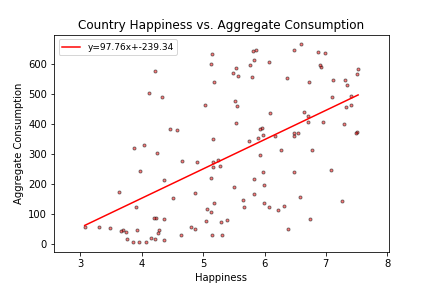 Country Happiness vs. Aggregate Consumption
y=97.76x+-239.34
Aggregate Consumption
600
500
400
300
200
100
0
3 4 5 6 7 8
Happiness